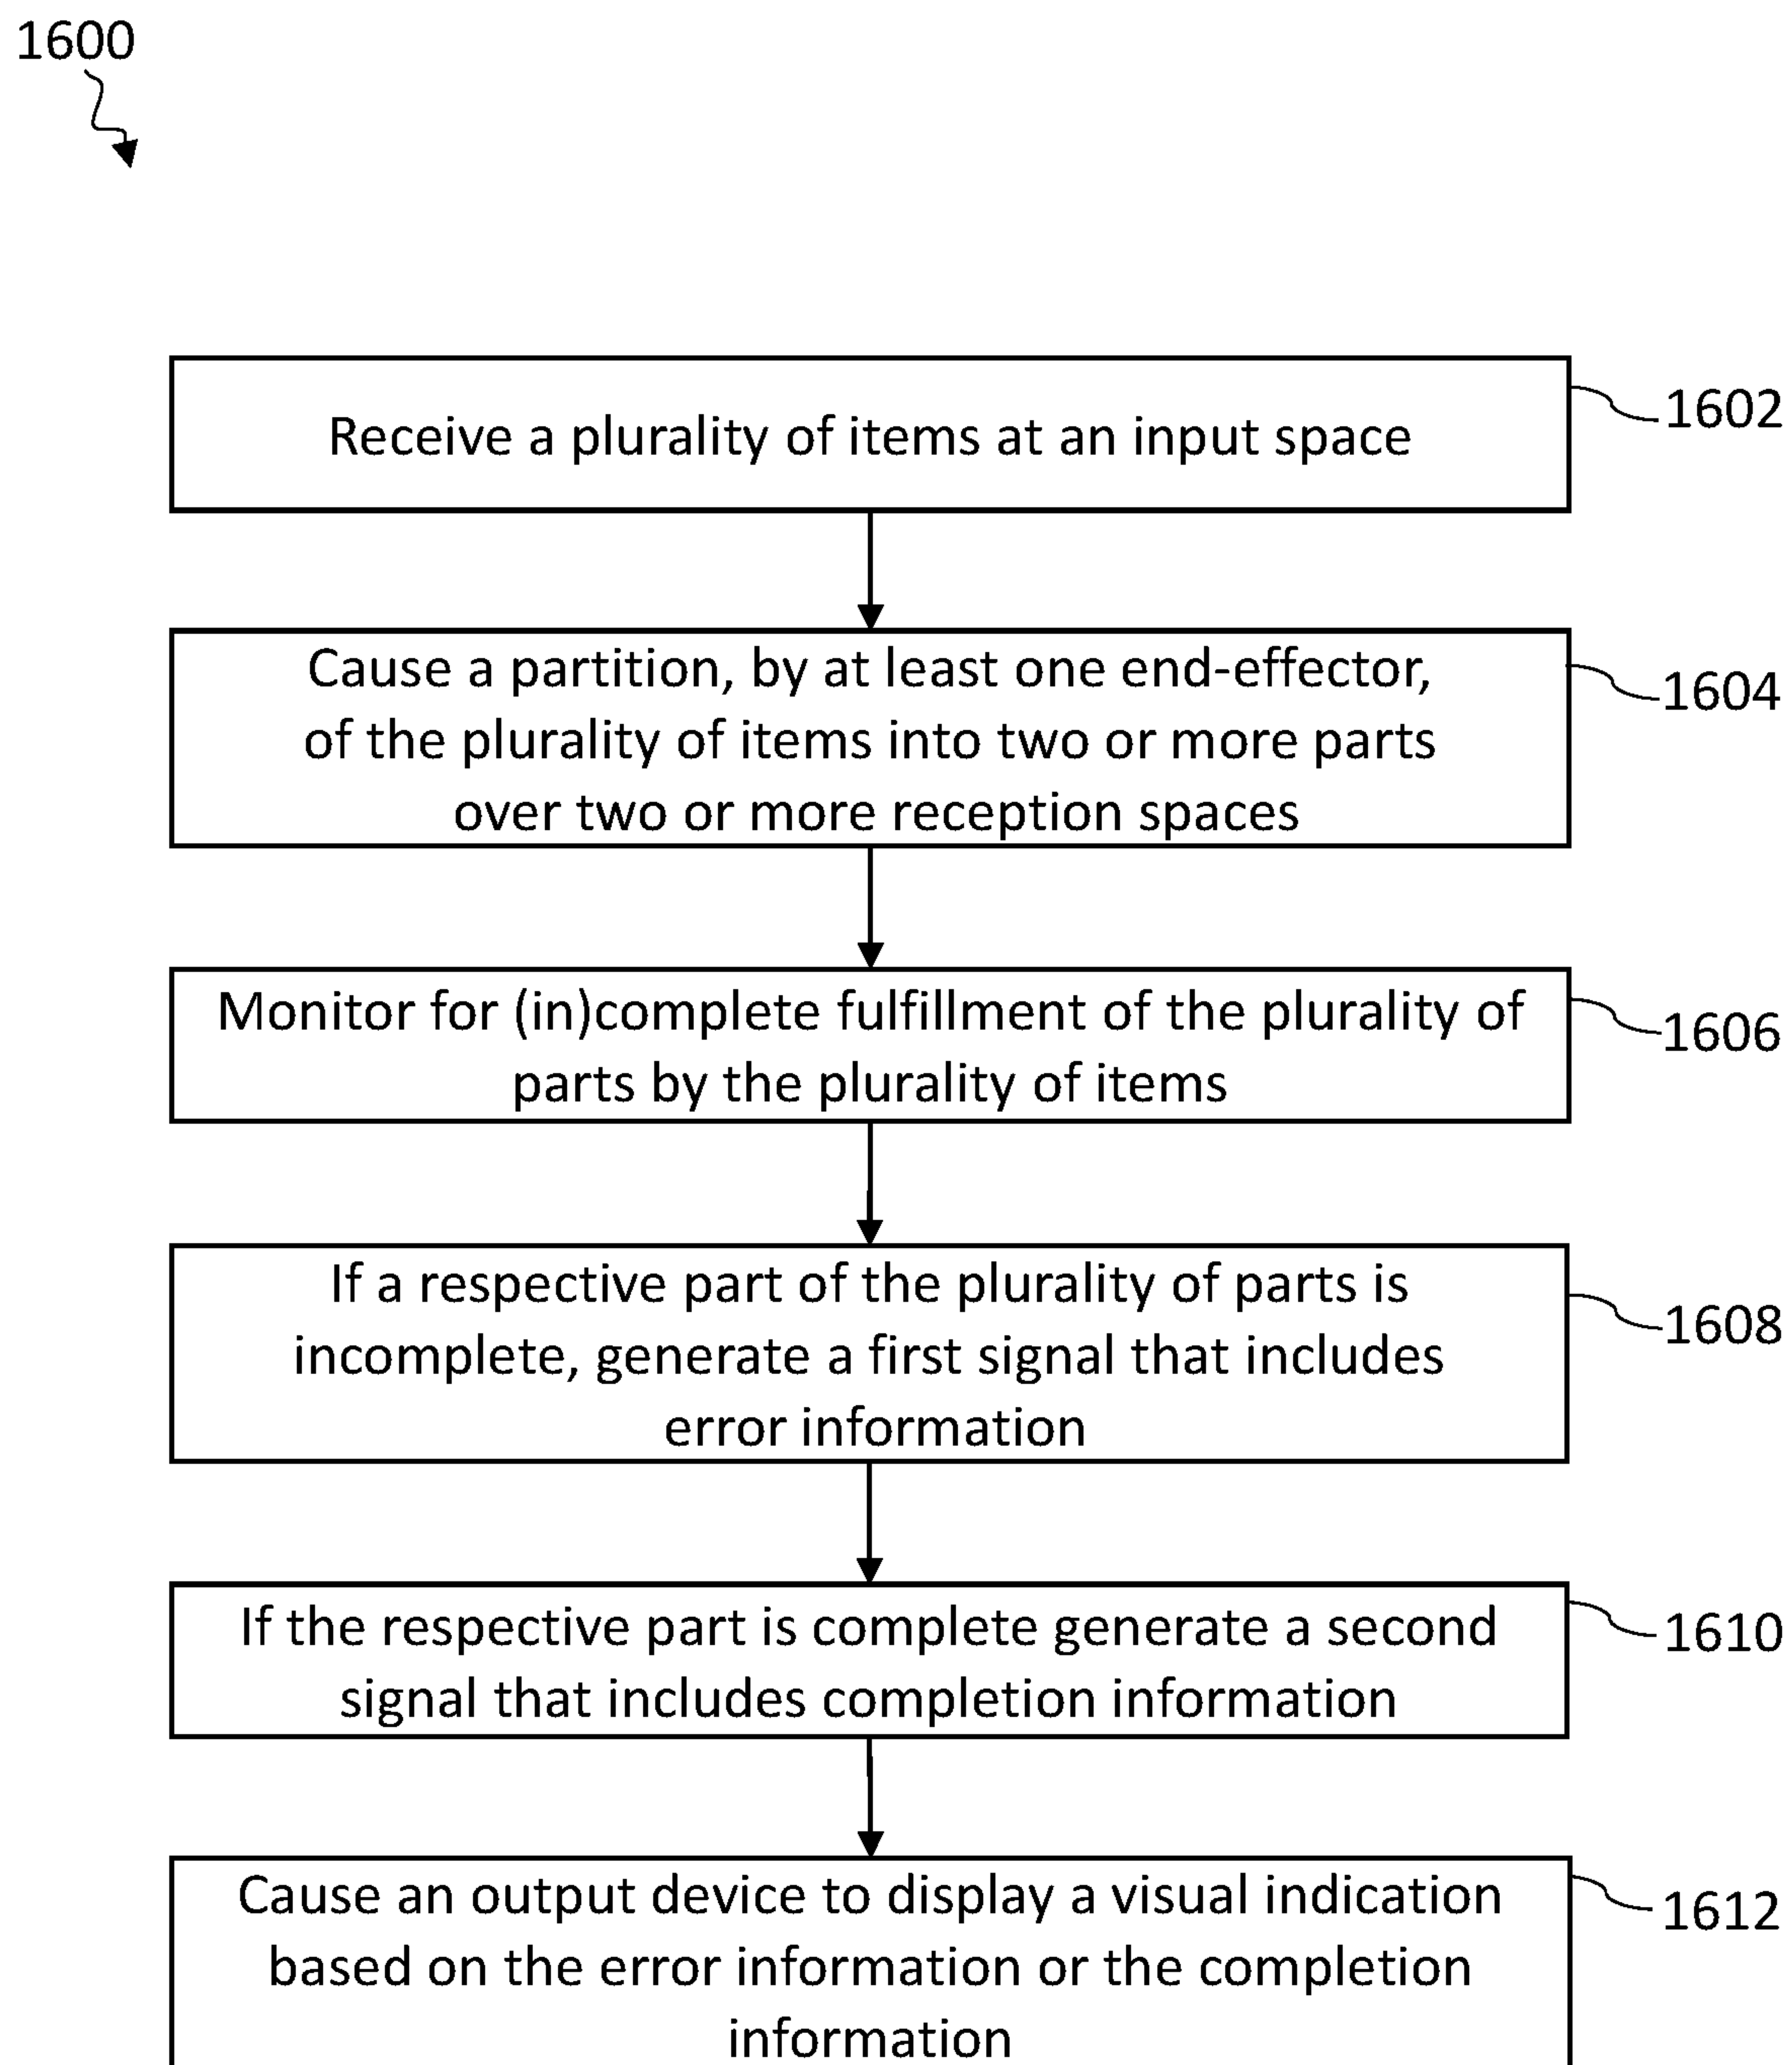 1600
Receive a plurality of items at an input space
1602
Cause a partition, by at least one end-effector,
of the plurality of items into two or more parts
over two or more reception spaces
1604
Monitor for (in)complete fulfillment of the plurality of
parts by the plurality of items
1606
If a respective part of the plurality of parts is
incomplete, generate a first signal that includes
error information
1608
If the respective part is complete generate a second
signal that includes completion information
1610
Cause an output device to display a visual indication
based on the error information or the completion
information
1612